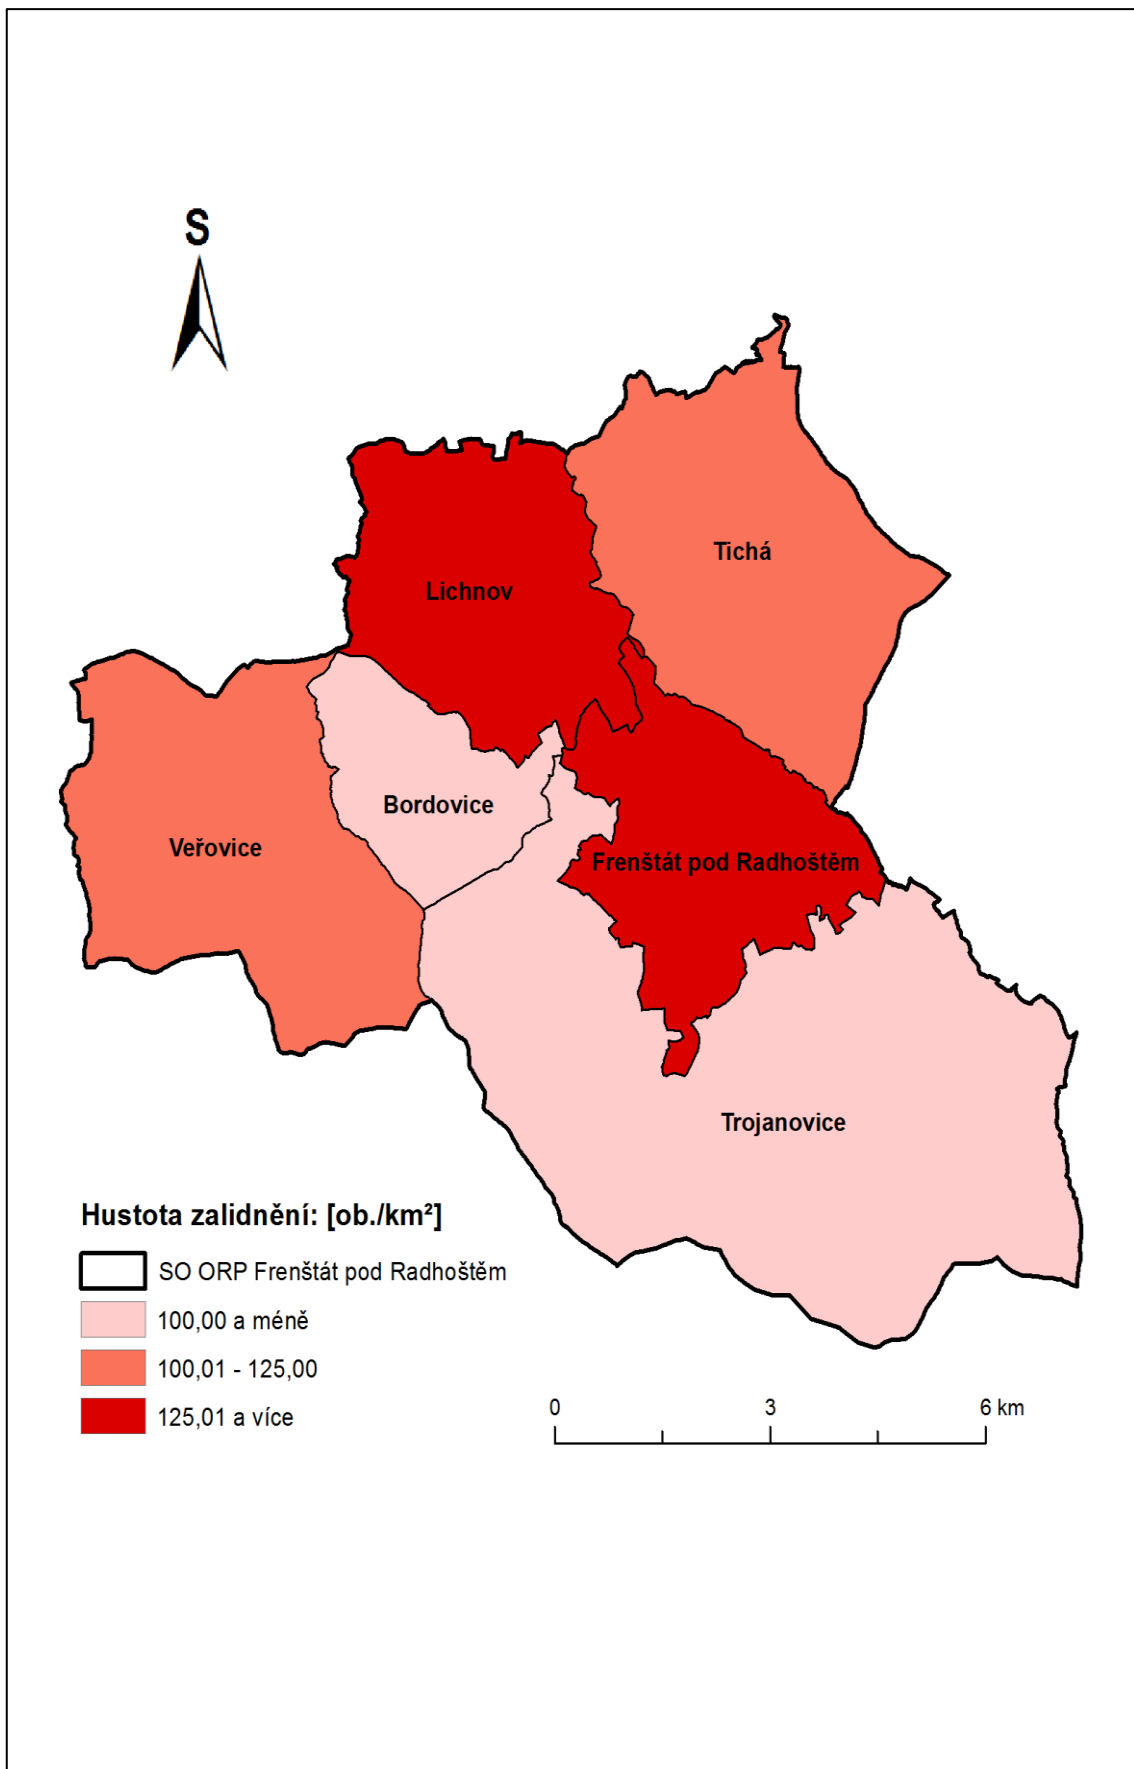 S
Tichá
Lichnov
Bordovice
Veřovice
Frenštát pod Radhoštěm
Trojanovice
Hustota zalidnění: [ob./km²]
SO ORP Frenštát pod Radhoštěm
100,00 a méně
100,01 - 125,00
125,01 a více
0 3 6 km